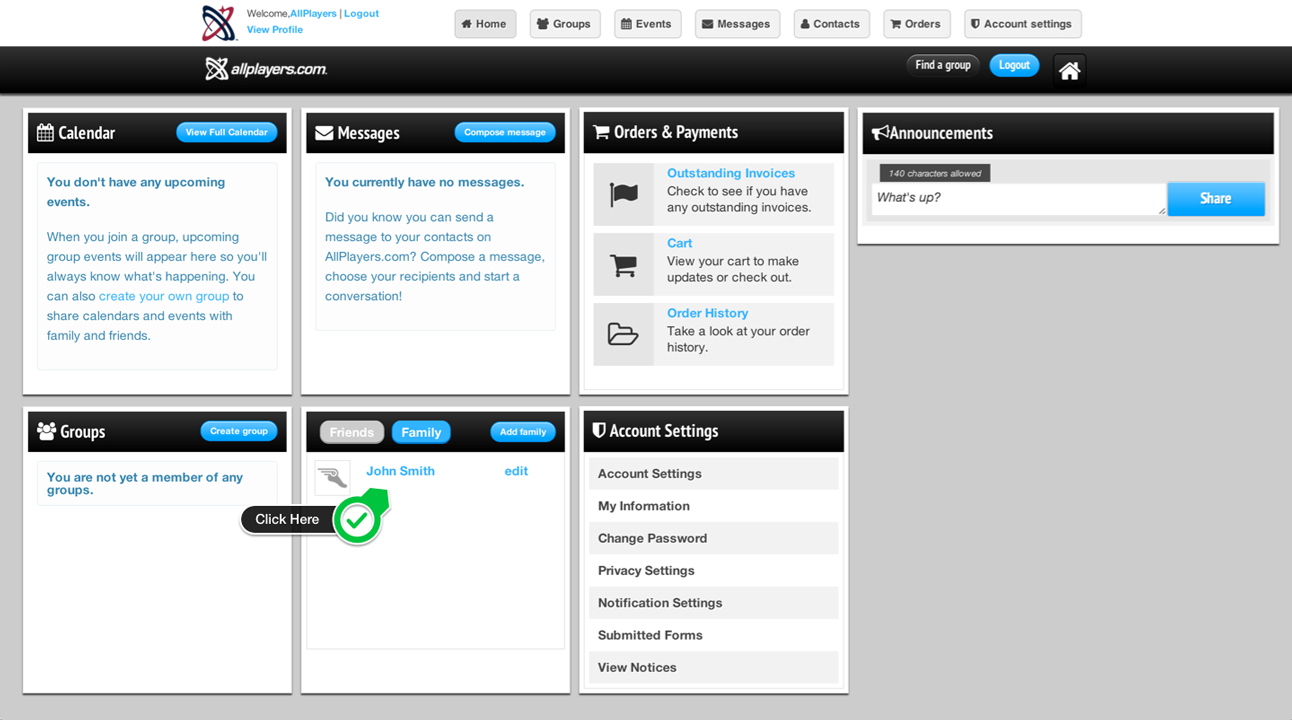 Welcome,AllPlayers | Logout
View Profile
Home
Groups
Events
Messages
Contacts
Orders
Account settings
allplayers.com
Find a group
Logout
Calendar
View Full Calendar
You don't have any upcoming
events.
When you join a group, upcoming
group events will appear here so you'll
always know what's happening. You
can also create your own group to
share calendars and events with
family and friends.
Messages
Compose message
You currently have no messages.
Did you know you can send a
message to your contacts on
AllPlayers.com? Compose a message,
choose your recipients and start a
conversation!
Orders & Payments
Outstanding Invoices
Check to see if you have
any outstanding invoices.
Cart
View your cart to make
updates or check out.
Order History
Take a look at your order
history.
Announcements
140 characters allowed
What's up?
Share
Groups
Create group
You are not yet a member of any
groups.
Friends
Family
Add family
John Smith
edit
Click Here
Account Settings
Account Settings
My Information
Change Password
Privacy Settings
Notification Settings
Submitted Forms
View Notices